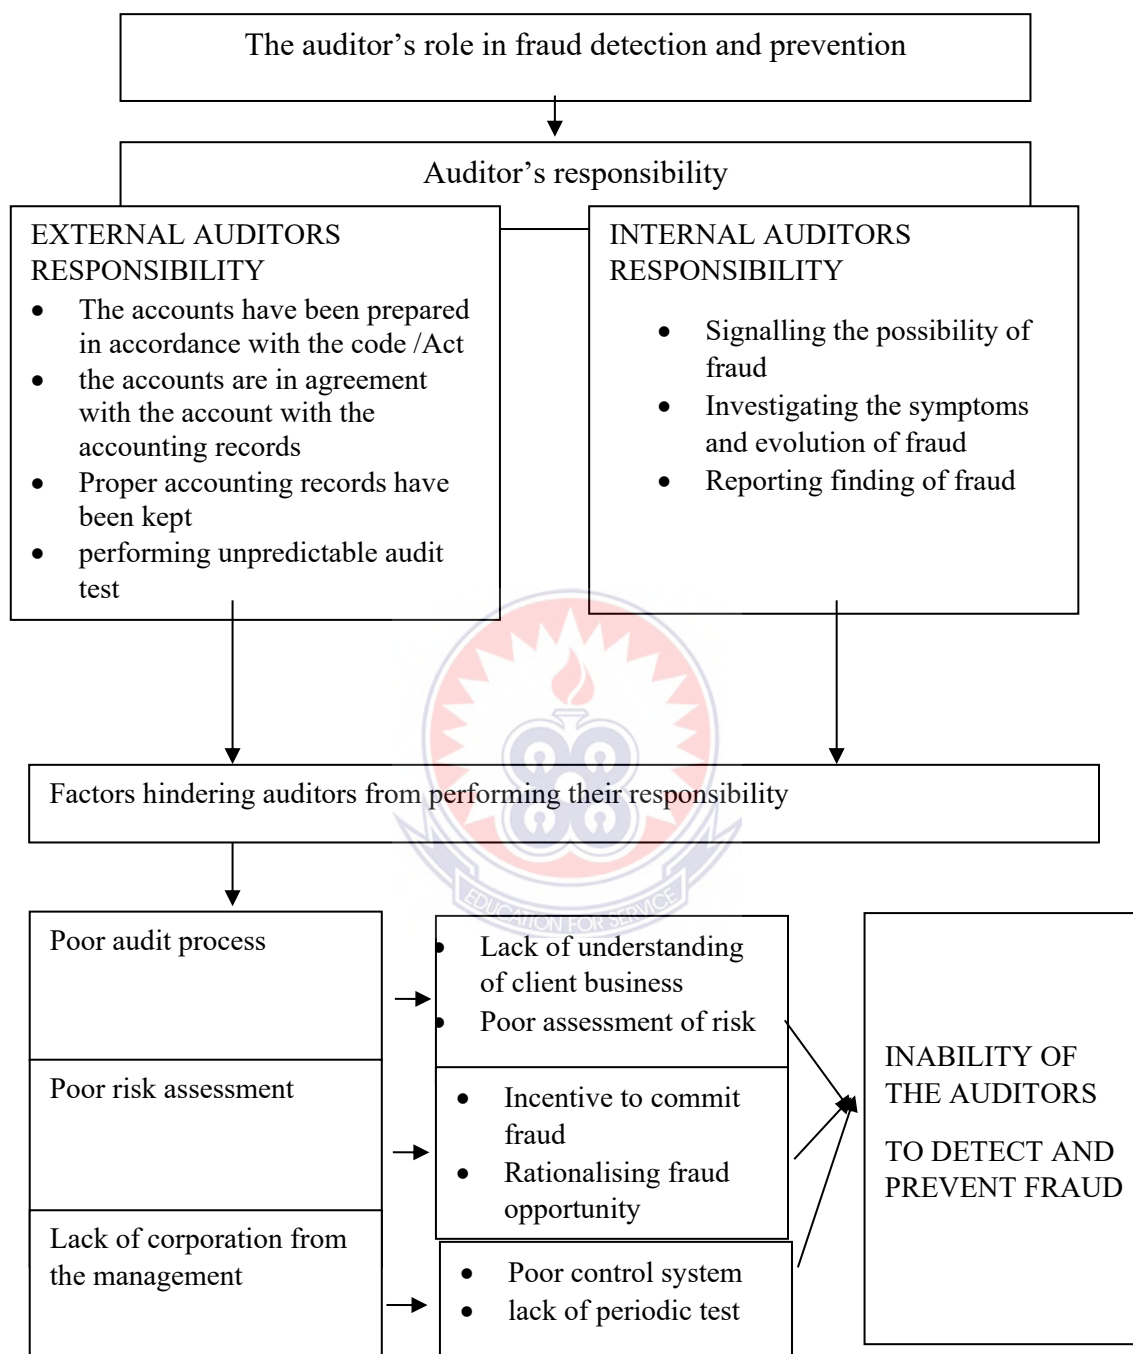 The auditor’s role in fraud detection and prevention
Auditor’s responsibility
EXTERNAL AUDITORS
RESPONSIBILITY
• The accounts have been prepared
in accordance with the code /Act
• the accounts are in agreement
with the account with the
accounting records
• Proper accounting records have
been kept
• performing unpredictable audit
test
INTERNAL AUDITORS
RESPONSIBILITY
• Signalling the possibility of
fraud
• Investigating the symptoms
and evolution of fraud
• Reporting finding of fraud
Factors hindering auditors from performing their responsibility
EDUCATION FOR SERVICE
Poor audit process
• Lack of understanding
of client business
• Poor assessment of risk
Poor risk assessment
• Incentive to commit
fraud
• Rationalising fraud
opportunity
Lack of corporation from
the management
• Poor control system
• lack of periodic test
INABILITY OF
THE AUDITORS
TO DETECT AND
PREVENT FRAUD